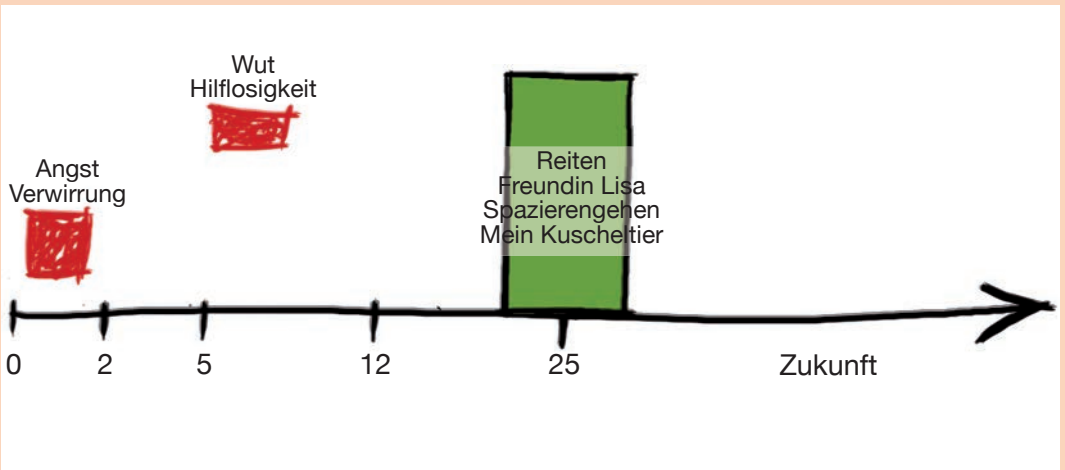 Wut
Hilflosigkeit
Angst
Verwirrung
Reiten
Freundin Lisa
Spazierengehen
Mein Kuscheltier
0 2 5 12 25 Zukunft